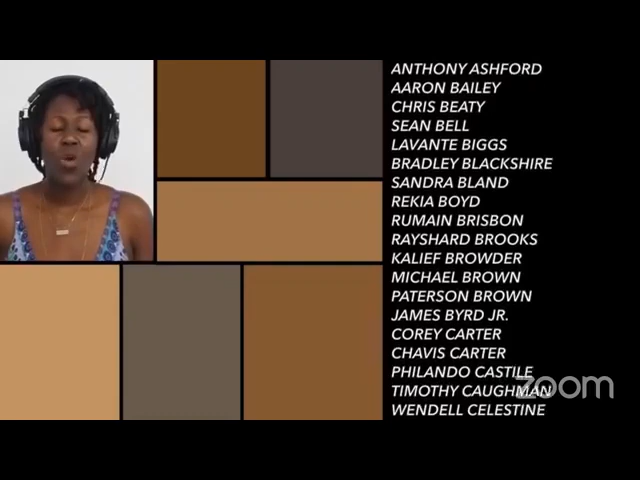 ANTHONY ASHFORD
AARON BAILEY
CHRIS BEATY
SEAN BELL
LAVANTE BIGGS
BRADLEY BLACKSHIRE
SANDRA BLAND
REKIA BOYD
RUMAIN BRISBON
RAYSHARD BROOKS
KALIEF BROWDER
MICHAEL BROWN
PATERSON BROWN
JAMES BYRD JR.
COREY CARTER
CHAVIS CARTER
PHILANDO CASTILE
TIMOTHY CAUGHMAN
WENDELL CELESTINE
zoom